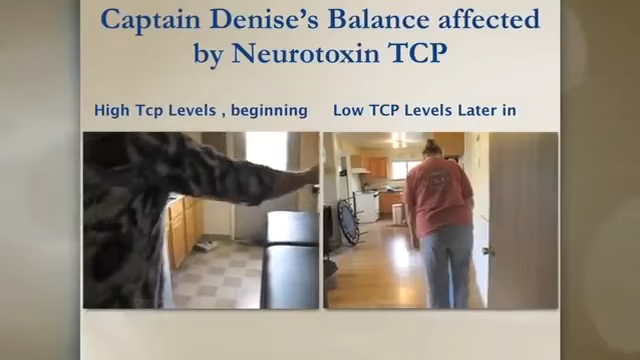 Captain Denise's Balance affected
by Neurotoxin TCP
High Tcp Levels , beginning
Low TCP Levels Later in